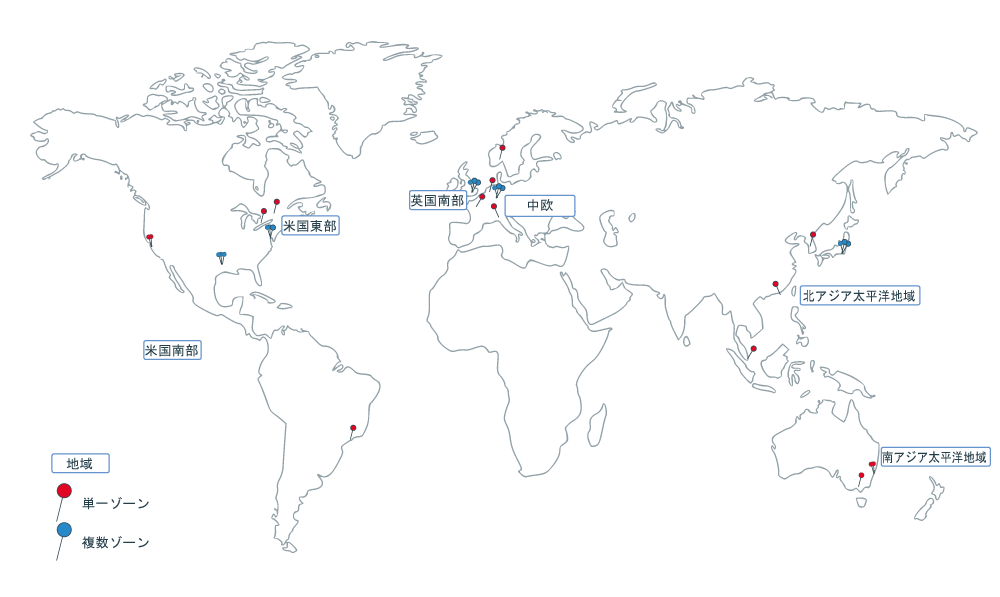 英国南部
中欧
米国東部
北アジア太平洋地域
米国南部
南アジア太平洋地域
地域
単一ゾーン
複数ゾーン